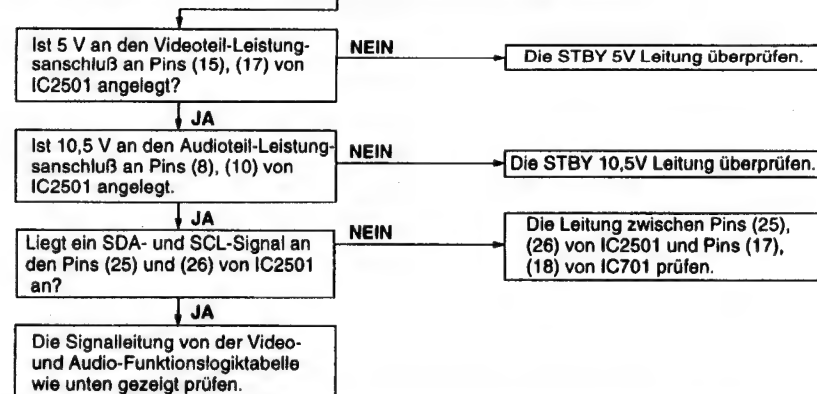 Ist 5 V an den Videoteil-Leistung-
sanschluß an Pins (15), (17) von
IC2501 angelegt?
NEIN
Die STBY 5V Leitung überprüfen.
JA
Ist 10,5 V an den Audioteil-Leistung-
sanschluß an Pins (8), (10) von
IC2501 angelegt.
NEIN
Die STBY 10,5V Leitung überprüfen.
JA
Liegt ein SDA- und SCL-Signal an
den Pins (25) und (26) von IC2501
an?
NEIN
Die Leitung zwischen Pins (25),
(26) von IC2501 und Pins (17),
(18) von IC701 prüfen.
JA
Die Signalleitung von der Video-
und Audio-Funktionslogiktabelle
wie unten gezeigt prüfen.